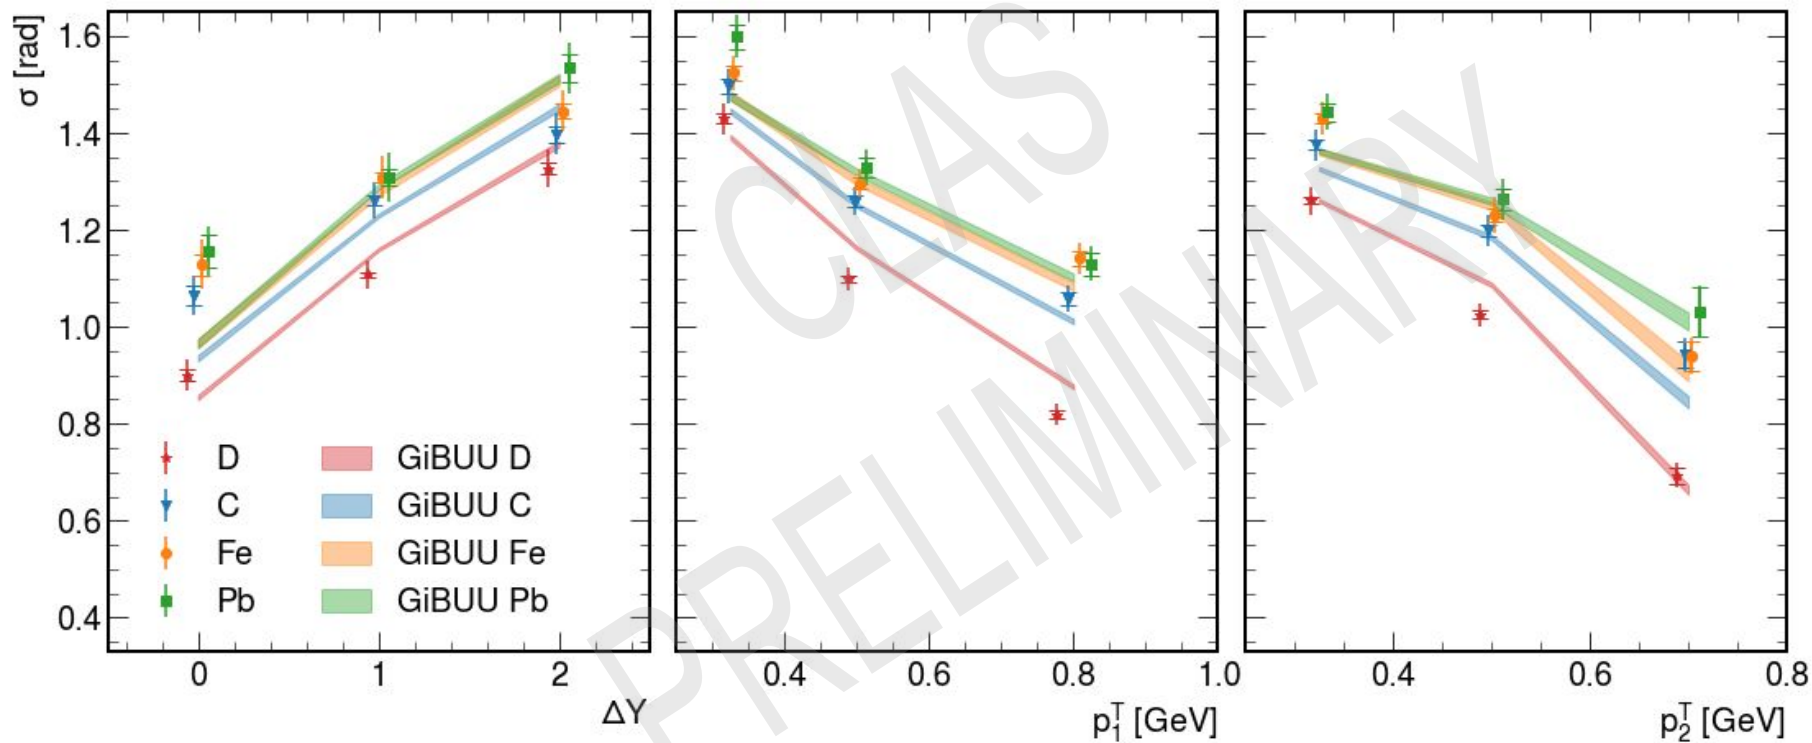 σ [rad]
1.6
1.4
1.2
1.0
0.8
0.6
0.4
D GiBUU D
C GiBUU C
Fe GiBUU Fe
Pb GiBUU Pb
0 1 2
ΔY
0.4 0.6 0.8 1.0
p₁ᵀ [GeV]
0.4 0.6 0.8
p₂ᵀ [GeV]
CLAS
PRELIMINARY